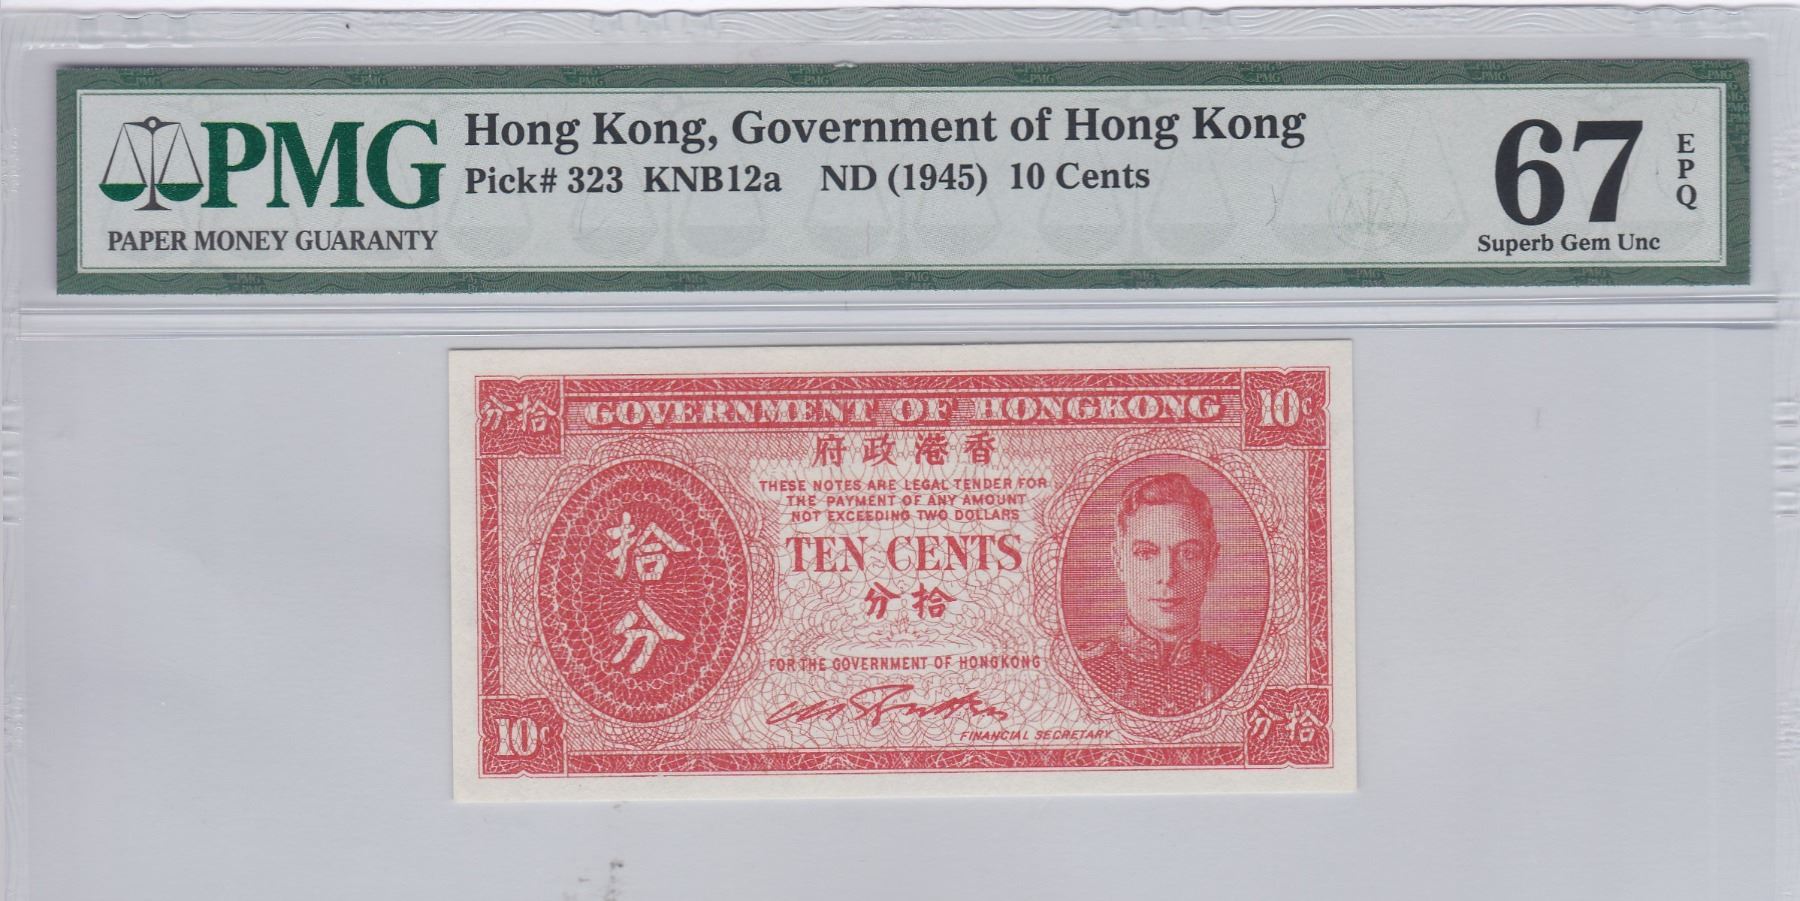 PMG
PAPER MONEY GUARANTY
Hong Kong, Government of Hong Kong
Pick# 323 KNB12a ND (1945) 10 Cents
67
EPQ
Superb Gem Unc
分拾
GOVERNMENT OF HONGKONG
10c
府政港香
THESE NOTES ARE LEGAL TENDER FOR
THE PAYMENT OF ANY AMOUNT
NOT EXCEEDING TWO DOLLARS
拾
分
TEN CENTS
分拾
FOR THE GOVERNMENT OF HONGKONG
FINANCIAL SECRETARY
10c
分拾